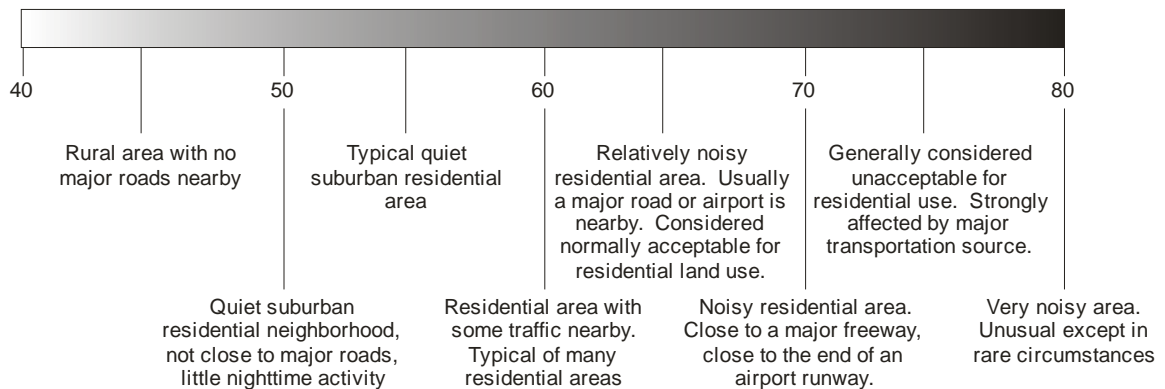 40
50
60
70
80
Rural area with no
major roads nearby
Typical quiet
suburban residential
area
Relatively noisy
residential area. Usually
a major road or airport is
nearby. Considered
normally acceptable for
residential land use.
Generally considered
unacceptable for
residential use. Strongly
affected by major
transportation source.
Quiet suburban
residential neighborhood,
not close to major roads,
little nighttime activity
Residential area with
some traffic nearby.
Typical of many
residential areas
Noisy residential area.
Close to a major freeway,
close to the end of an
airport runway.
Very noisy area.
Unusual except in
rare circumstances